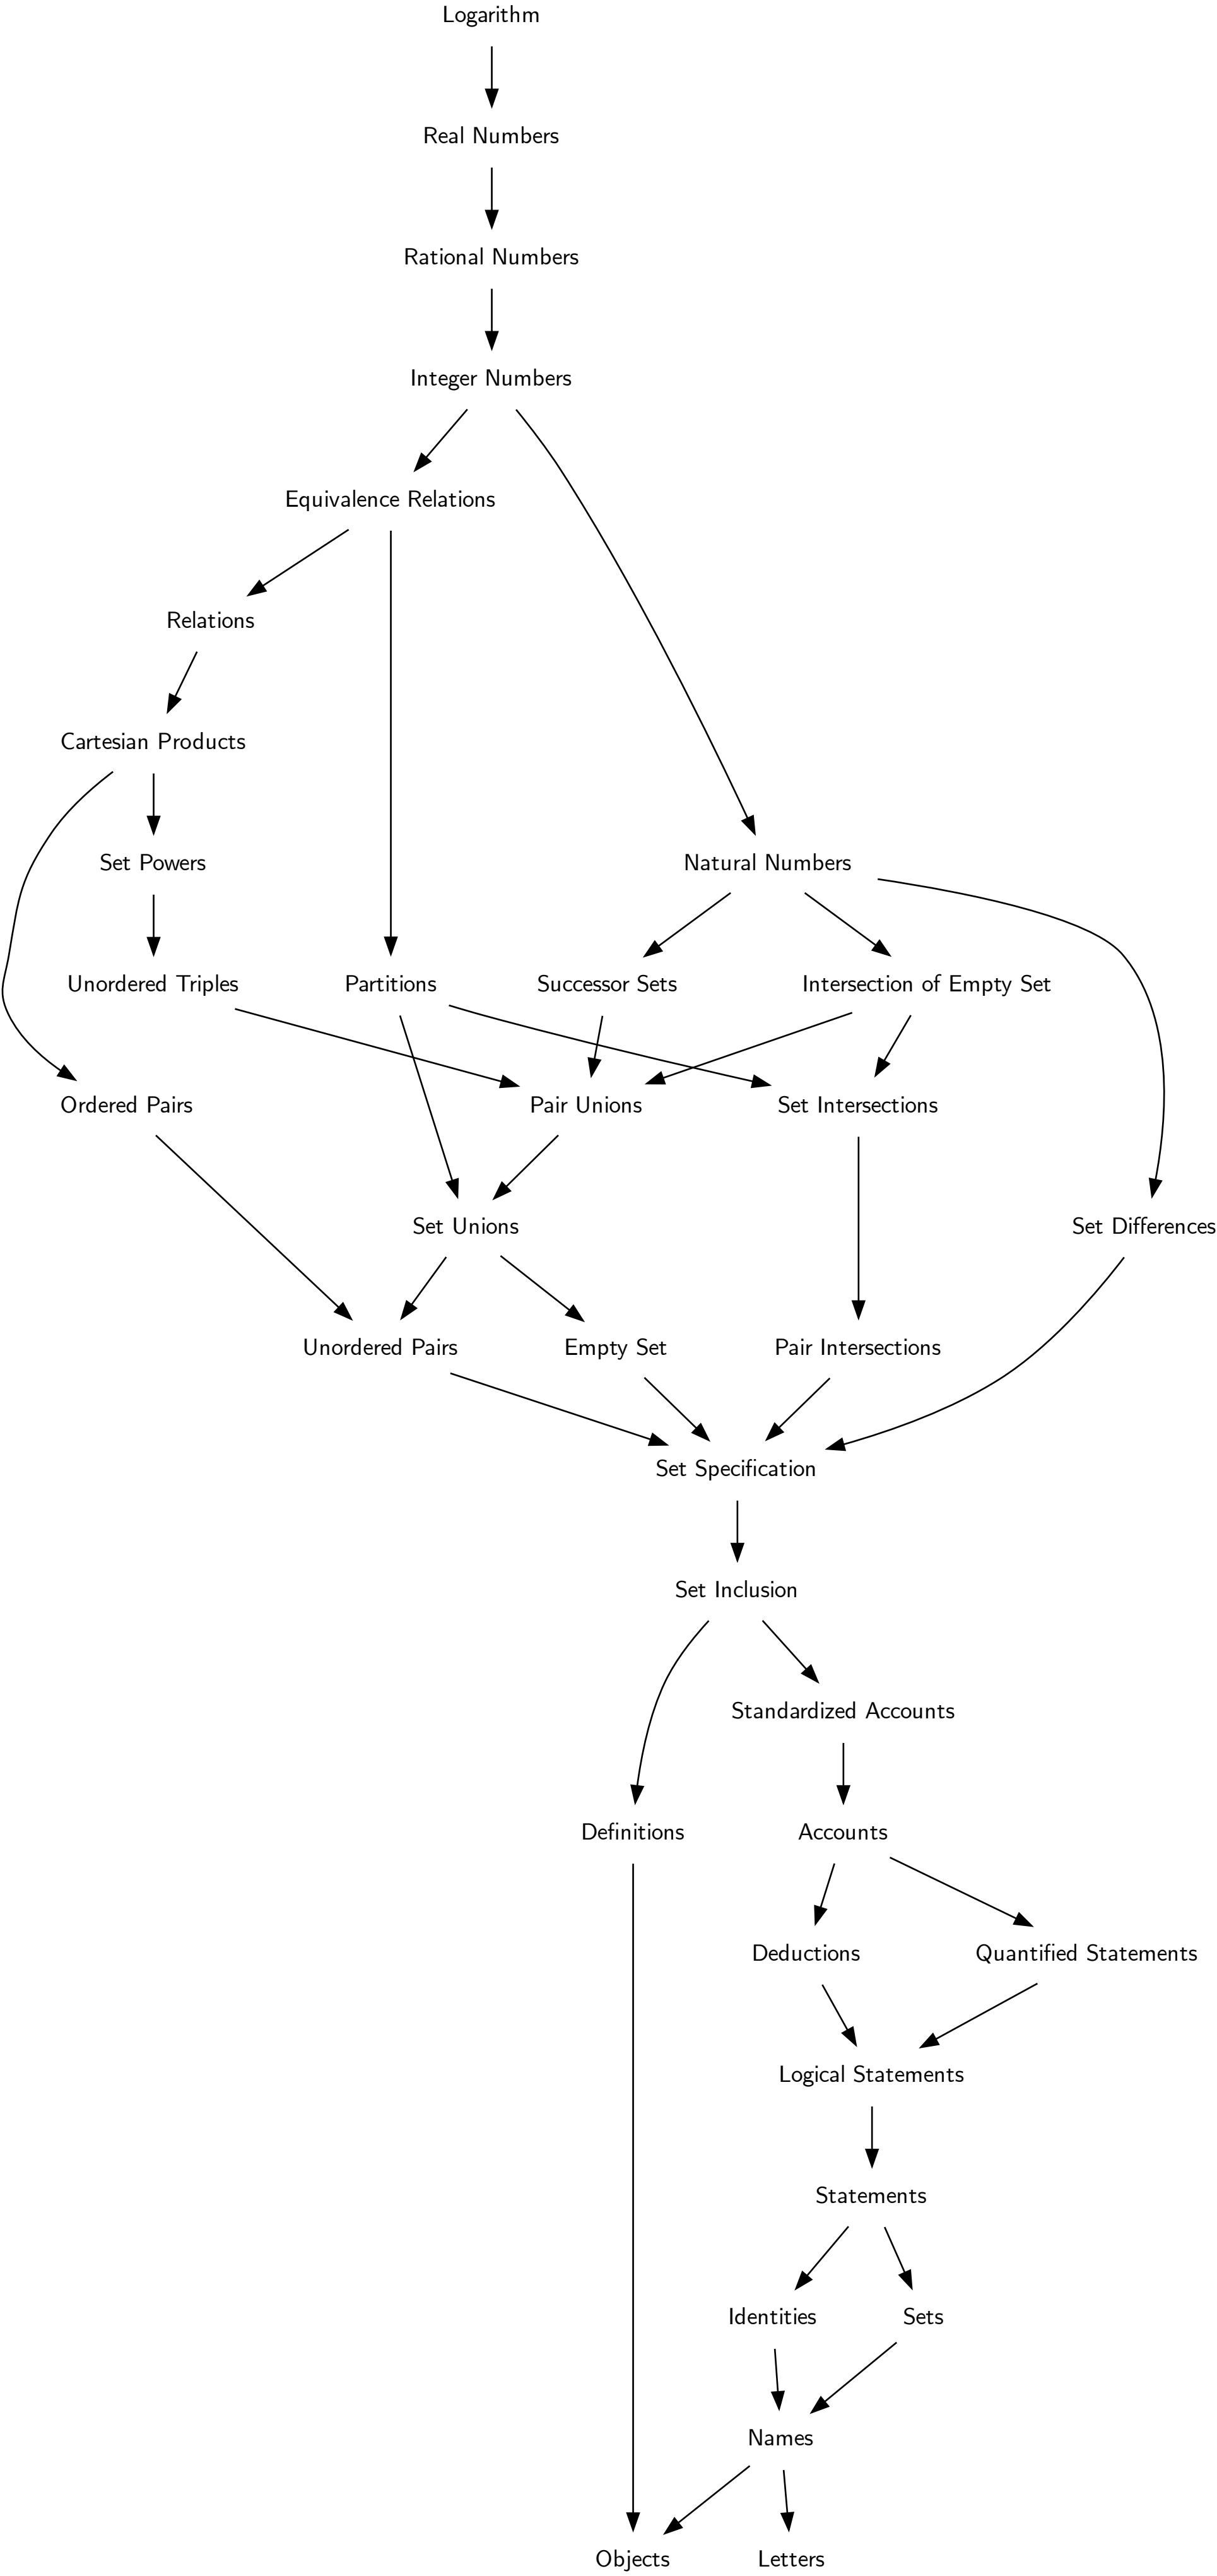 Logarithm
Real Numbers
Rational Numbers
Integer Numbers
Equivalence Relations
Relations
Cartesian Products
Set Powers
Natural Numbers
Unordered Triples
Partitions
Successor Sets
Intersection of Empty Set
Ordered Pairs
Pair Unions
Set Intersections
Set Unions
Set Differences
Unordered Pairs
Empty Set
Pair Intersections
Set Specification
Set Inclusion
Standardized Accounts
Definitions
Accounts
Deductions
Quantified Statements
Logical Statements
Statements
Identities
Sets
Names
Objects
Letters